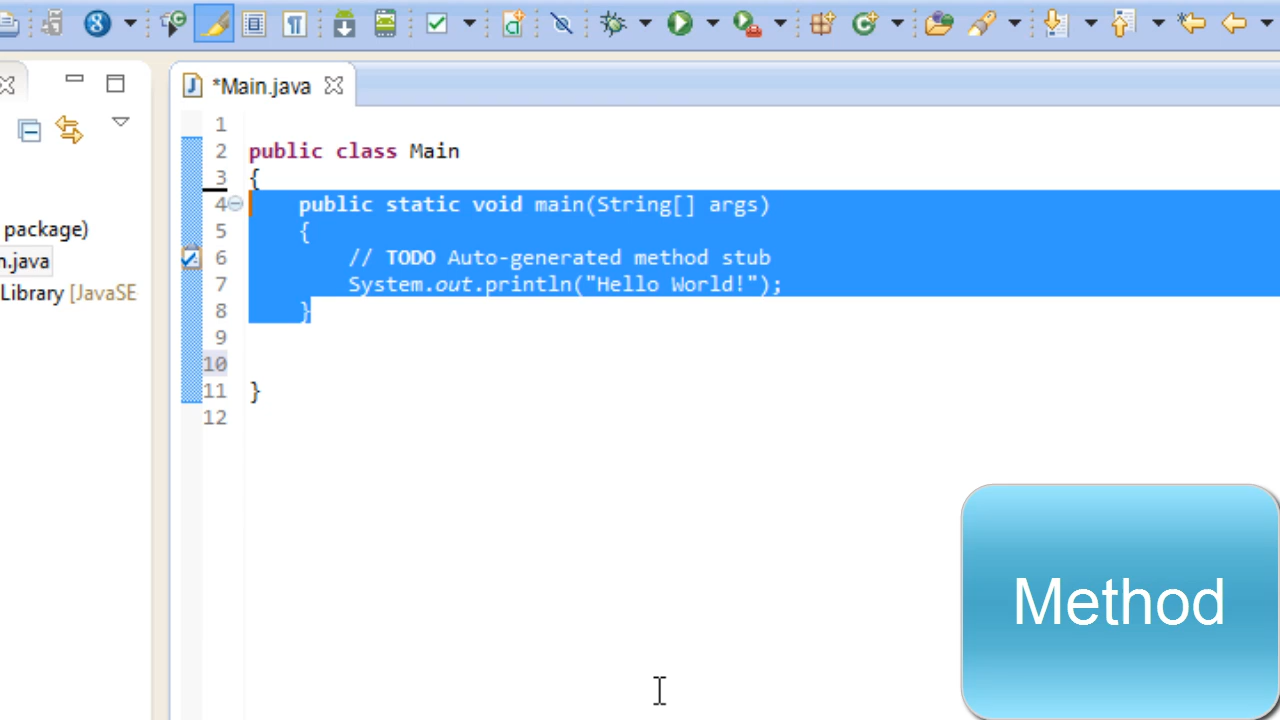 8
*Main.java
1
2 public class Main
3 {
4 public static void main(String[] args)
5 {
6 // TODO Auto-generated method stub
7 System.out.println("Hello World!");
8 }
9
10
11 }
12
package)
n.java
Library [JavaSE
Method